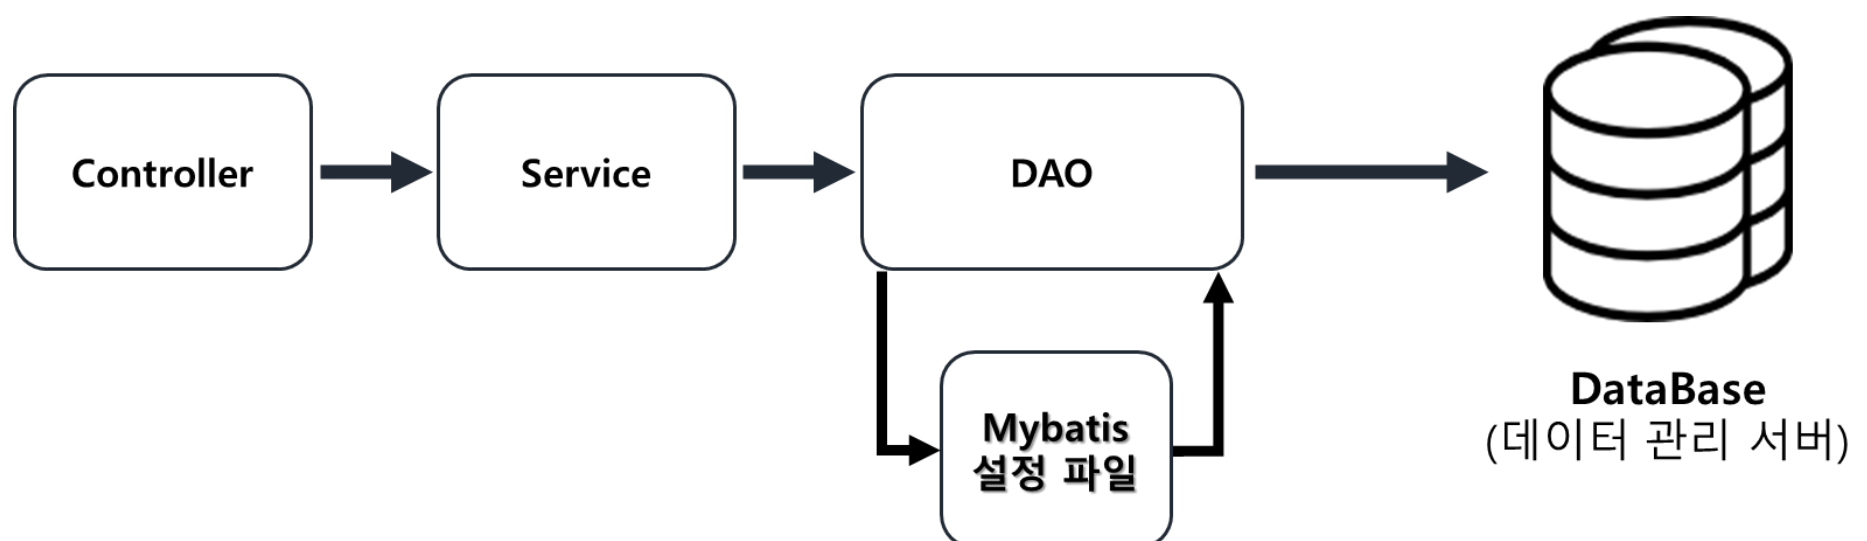 Controller
Service
DAO
Mybatis
설정 파일
DataBase
(데이터 관리 서버)